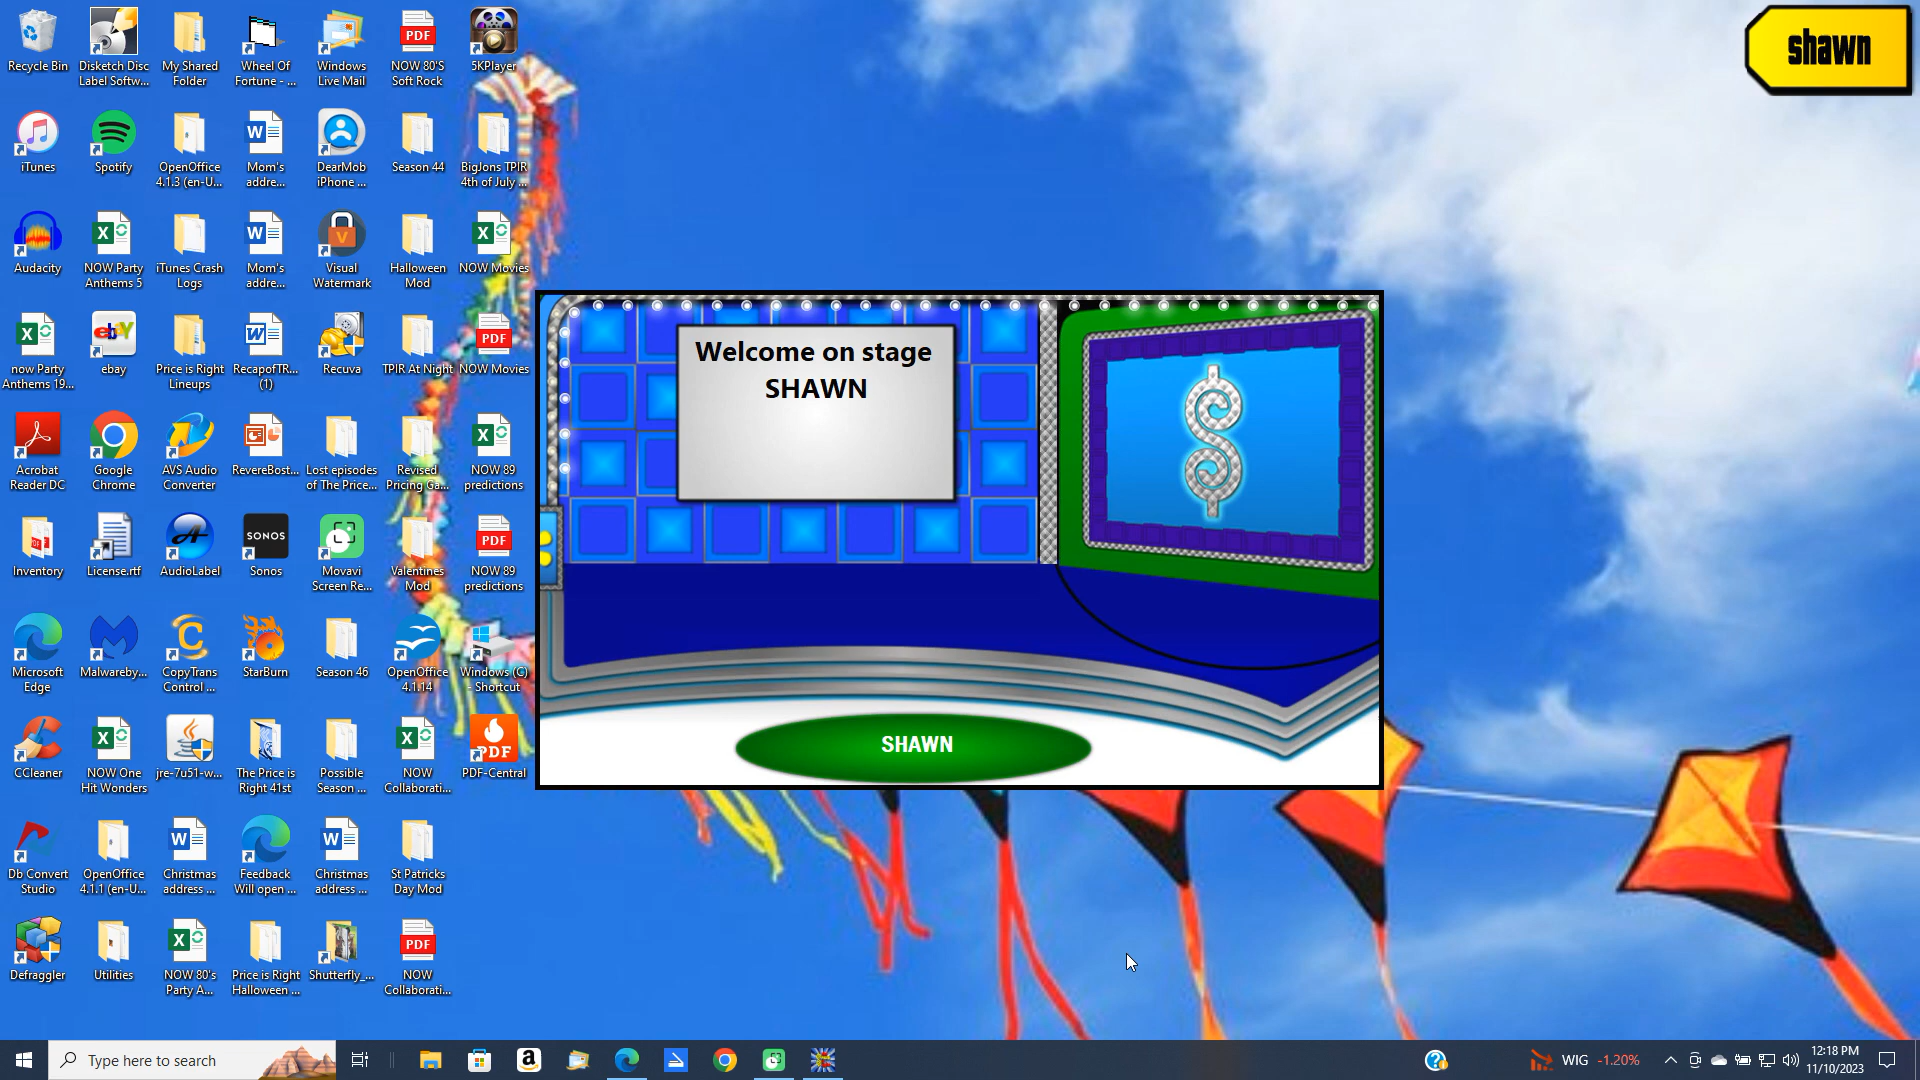 Recycle Bin
Disketch Disc
Label Softw...
My Shared
Folder
Wheel Of
Fortune - ...
Windows
Live Mail
PDF
NOW 80'S
Soft Rock
5KPlayer
shawn
iTunes
Spotify
OpenOffice
4.1.3 (en-U...
Mom's
addre...
DearMob
iPhone ...
Season 44
BigJons TPIR
4th of July ...
Audacity
NOW Party
Anthems 5
iTunes Crash
Logs
Mom's
addre...
Visual
Watermark
Halloween
Mod
NOW Movies
now Party
Anthems 19...
ebay
Price is Right
Lineups
RecapofTR...
(1)
Recuva
TPIR At Night
PDF
NOW Movies
Welcome on stage
SHAWN
Acrobat
Reader DC
Google
Chrome
AVS Audio
Converter
RevereBost...
Lost episodes
of The Price...
Revised
Pricing Ga...
NOW 89
predictions
Inventory
License.rtf
AudioLabel
SONOS
Sonos
Movavi
Screen Re...
Valentines
Mod
PDF
NOW 89
predictions
Microsoft
Edge
Malwareby...
CopyTrans
Control ...
StarBurn
Season 46
OpenOffice
4.1.14
Windows (C)
- Shortcut
SHAWN
CCleaner
NOW One
Hit Wonders
jre-7u51-w...
The Price is
Right 41st
Possible
Season ...
NOW
Collaborati...
PDF
PDF-Central
Db Convert
Studio
OpenOffice
4.1.1 (en-U...
Christmas
address ...
Feedback
Will open ...
Christmas
address ...
St Patricks
Day Mod
Defraggler
Utilities
NOW 80's
Party A...
Price is Right
Halloween ...
Shutterfly_...
PDF
NOW
Collaborati...
Type here to search
WIG -1.20%
12:18 PM
11/10/2023